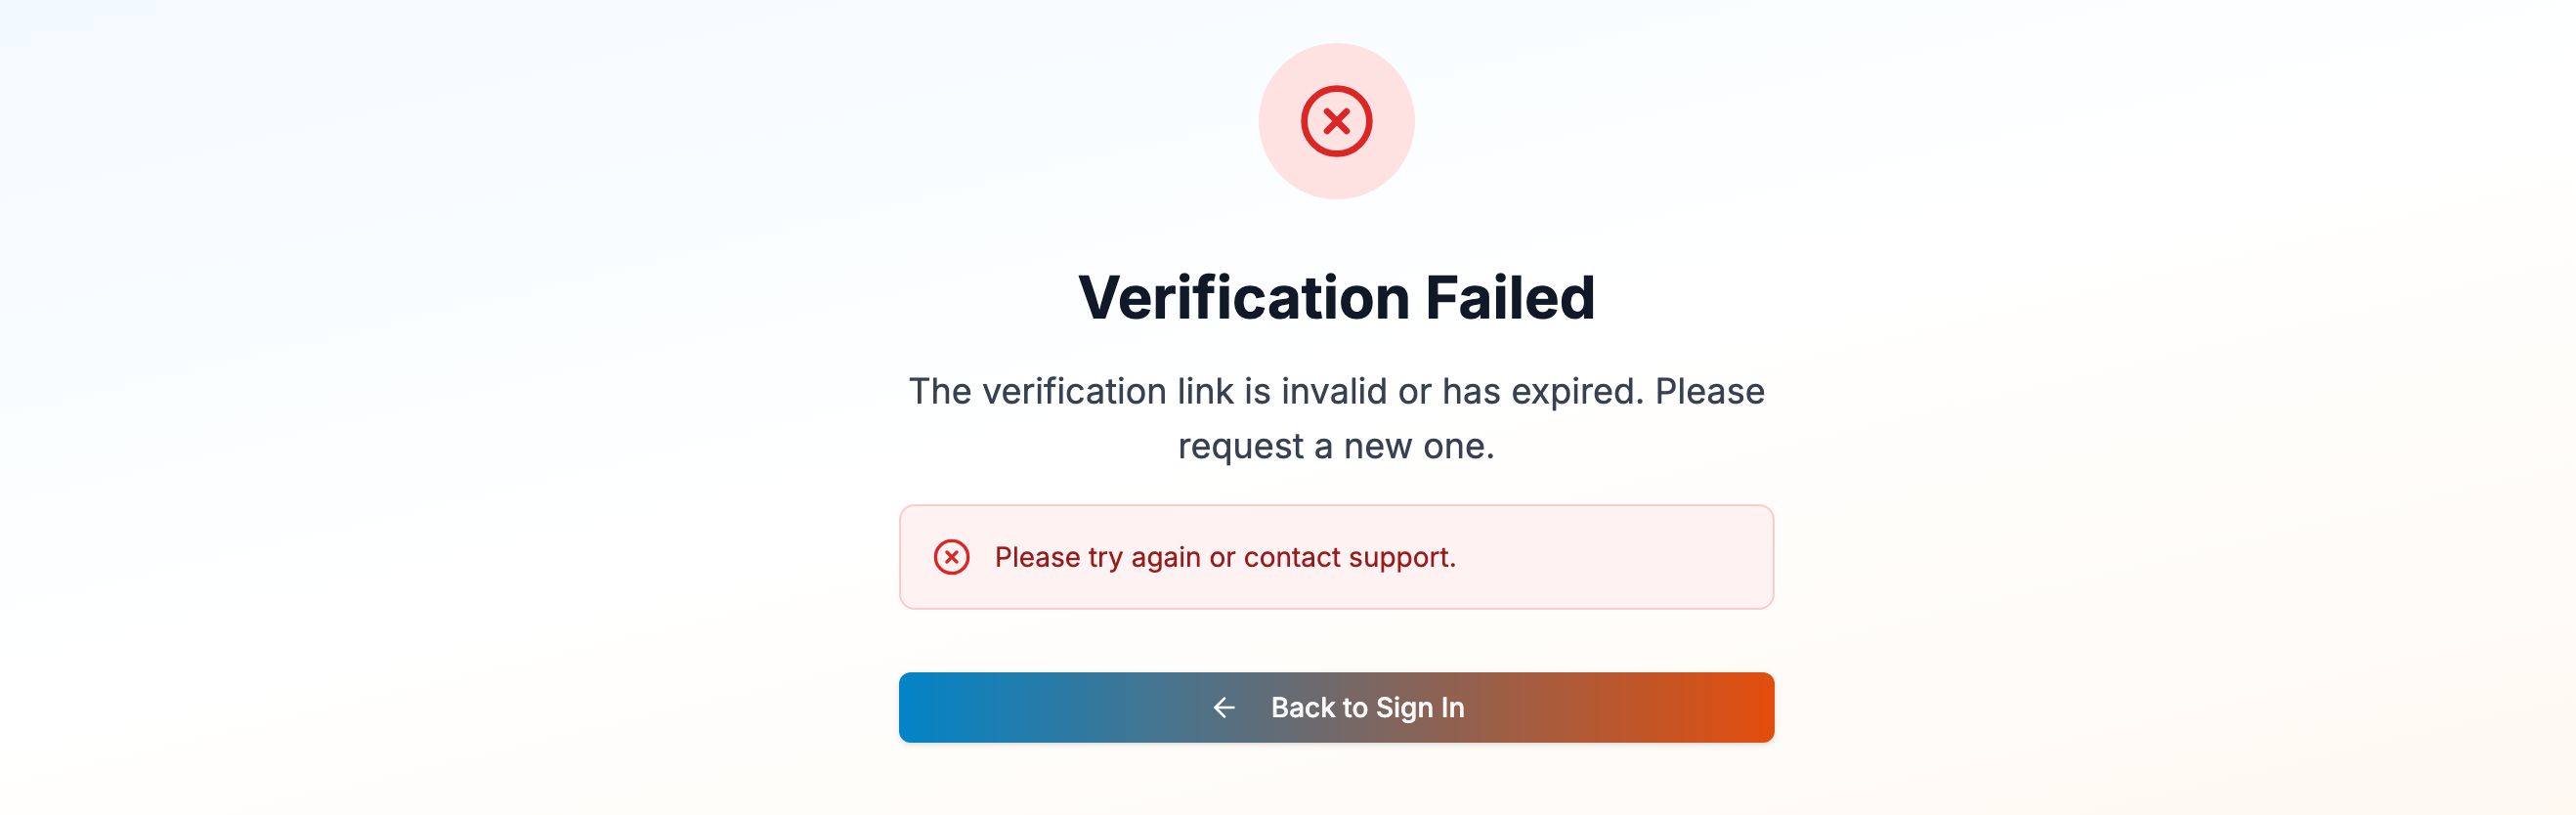 Verification Failed
The verification link is invalid or has expired. Please
request a new one.
Please try again or contact support.
Back to Sign In